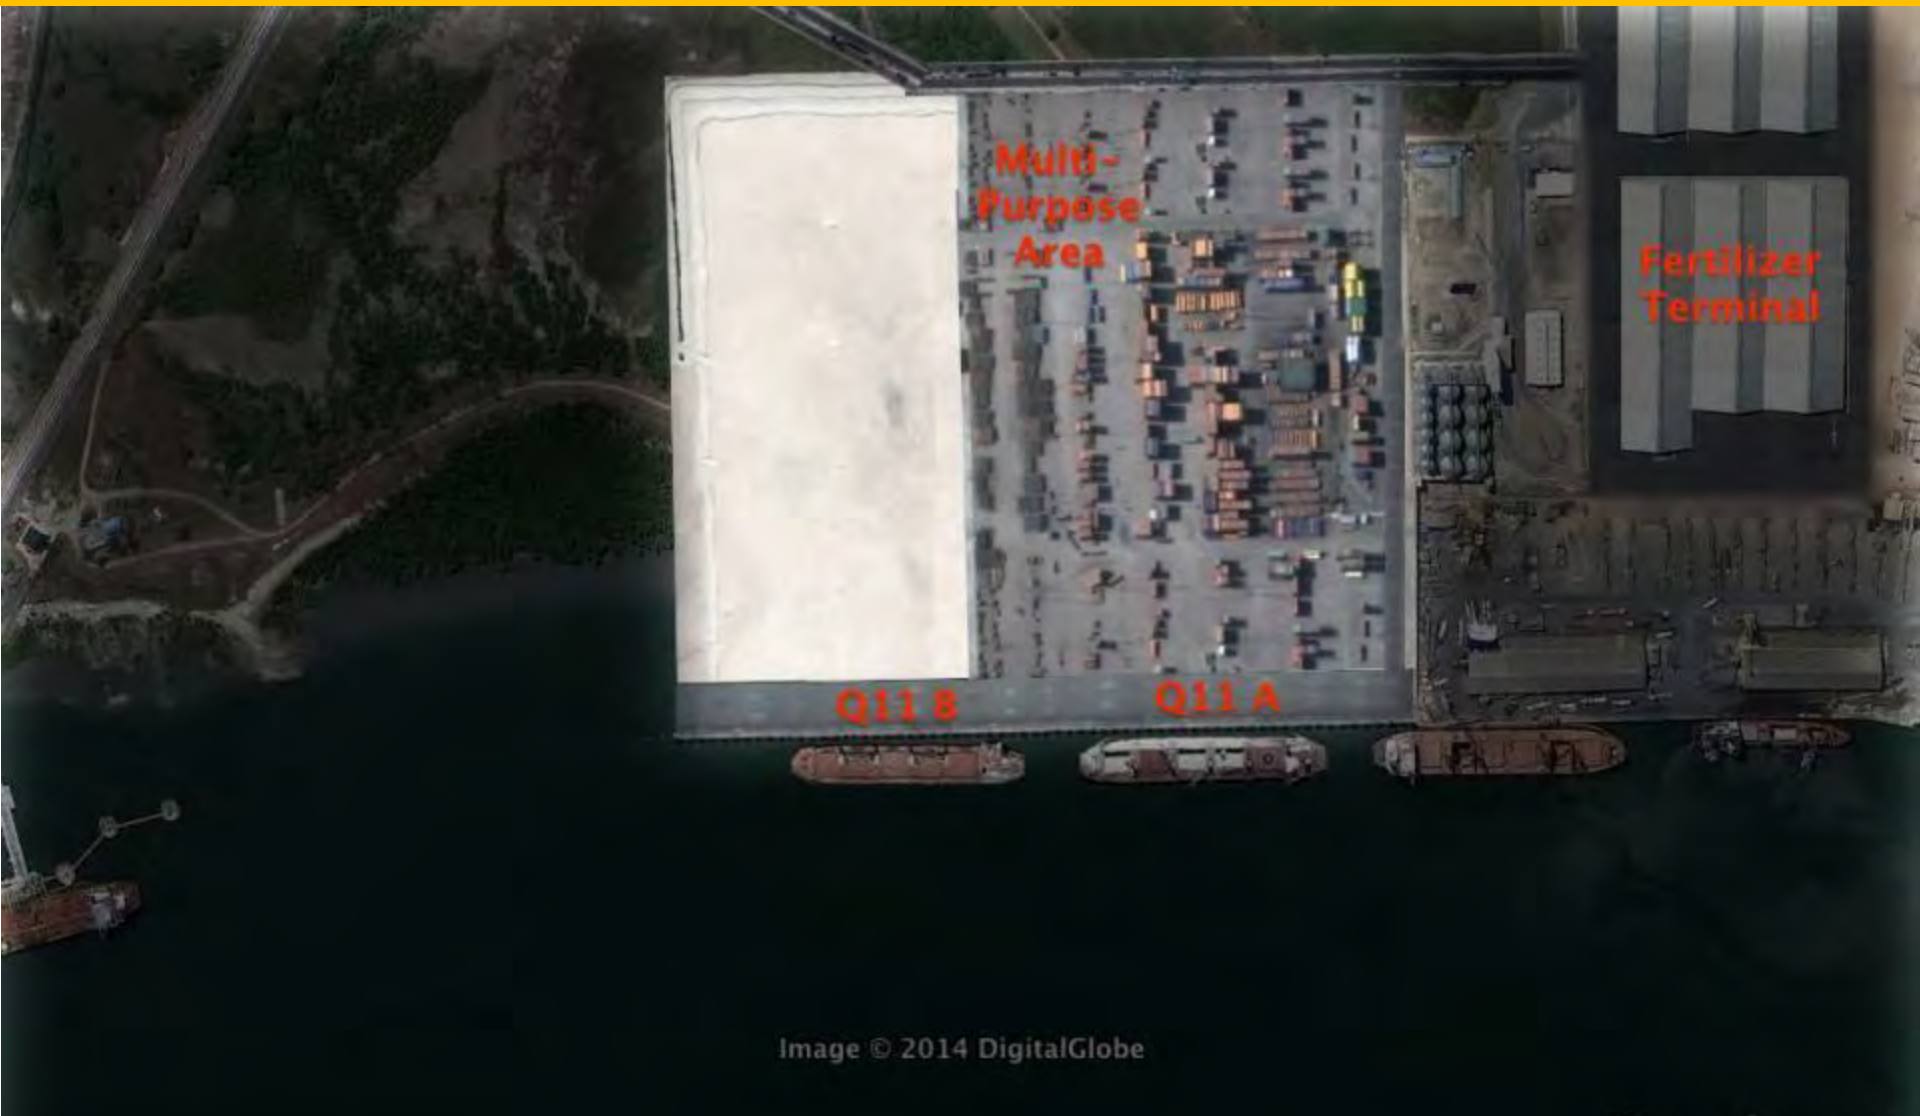 Multi-
Purpose
Area
Fertilizer
Terminal
Q11 B
Q11 A
Image © 2014 DigitalGlobe